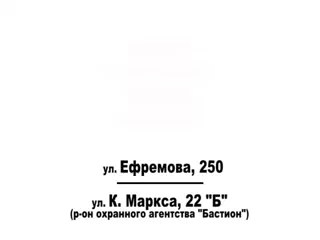 ул. Ефремова, 250
ул. К. Маркса, 22 "Б"
(р-он охранного агентства "Бастион")